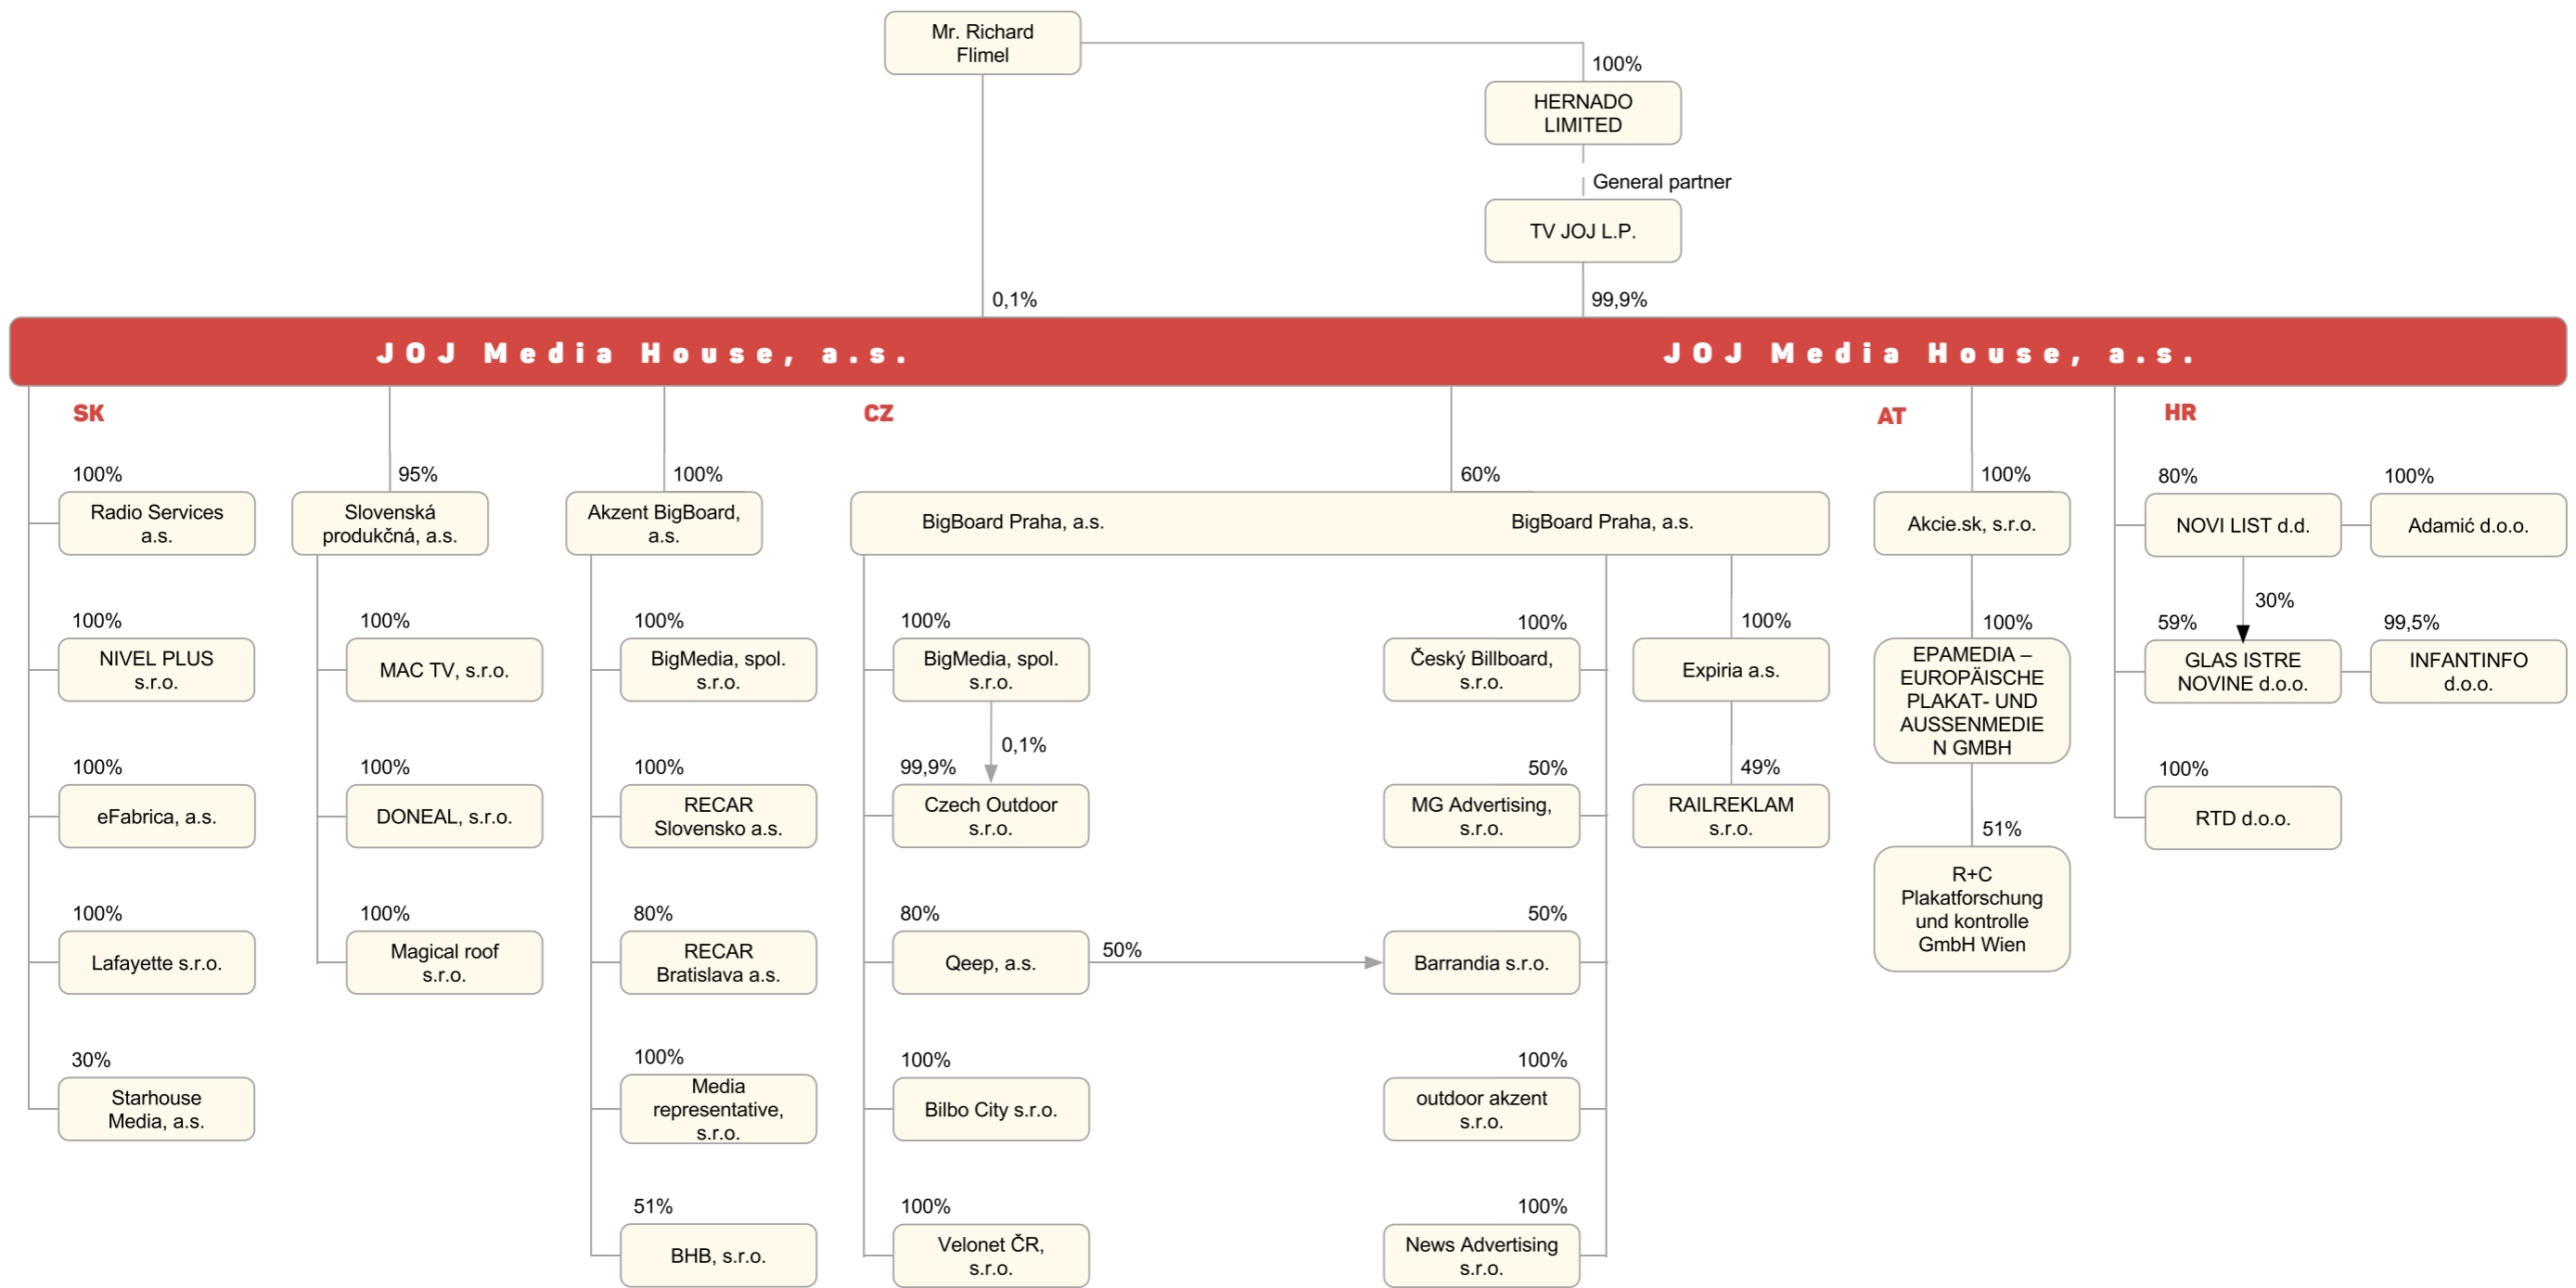 Mr. Richard
Flimel
100%
HERNADO
LIMITED
General partner
TV JOJ L.P.
0,1%
99,9%
JOJ Media House, a.s.
JOJ Media House, a.s.
SK
CZ
AT
HR
100%
Radio Services
a.s.
95%
Slovenská
produkčná, a.s.
100%
Akzent BigBoard,
a.s.
60%
BigBoard Praha, a.s.
BigBoard Praha, a.s.
100%
Akcie.sk, s.r.o.
80%
NOVI LIST d.d.
100%
Adamić d.o.o.
30%
100%
NIVEL PLUS
s.r.o.
100%
MAC TV, s.r.o.
100%
BigMedia, spol.
s.r.o.
100%
BigMedia, spol.
s.r.o.
0,1%
100%
Český Billboard,
s.r.o.
100%
Expiria a.s.
100%
EPAMEDIA –
EUROPÄISCHE
PLAKAT- UND
AUSSENMEDIE
N GMBH
59%
GLAS ISTRE
NOVINE d.o.o.
99,5%
INFANTINFO
d.o.o.
100%
eFabrica, a.s.
100%
DONEAL, s.r.o.
100%
RECAR
Slovensko a.s.
99,9%
Czech Outdoor
s.r.o.
50%
MG Advertising,
s.r.o.
49%
RAILREKLAM
s.r.o.
51%
R+C
Plakatforschung
und kontrolle
GmbH Wien
100%
RTD d.o.o.
100%
Lafayette s.r.o.
100%
Magical roof
s.r.o.
80%
RECAR
Bratislava a.s.
80%
Qeep, a.s.
50%
50%
Barrandia s.r.o.
30%
Starhouse
Media, a.s.
100%
Media
representative,
s.r.o.
100%
Bilbo City s.r.o.
100%
outdoor akzent
s.r.o.
51%
BHB, s.r.o.
100%
Velonet ČR,
s.r.o.
100%
News Advertising
s.r.o.